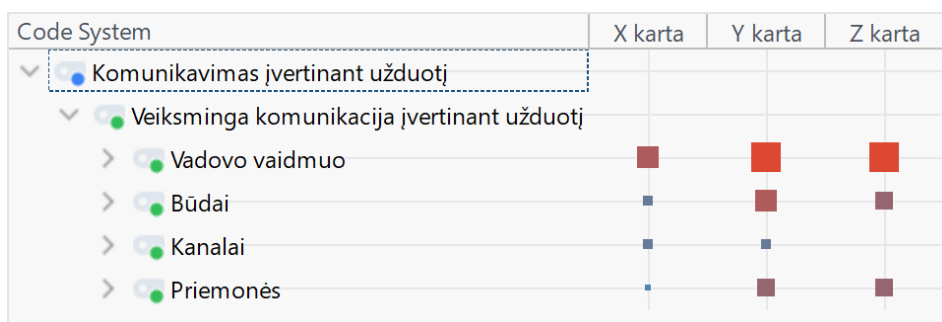 Code System X karta Y karta Z karta
Komunikavimas įvertinant užduotį
Veiksminga komunikacija įvertinant užduotį
Vadovo vaidmuo
Būdai
Kanalai
Priemonės